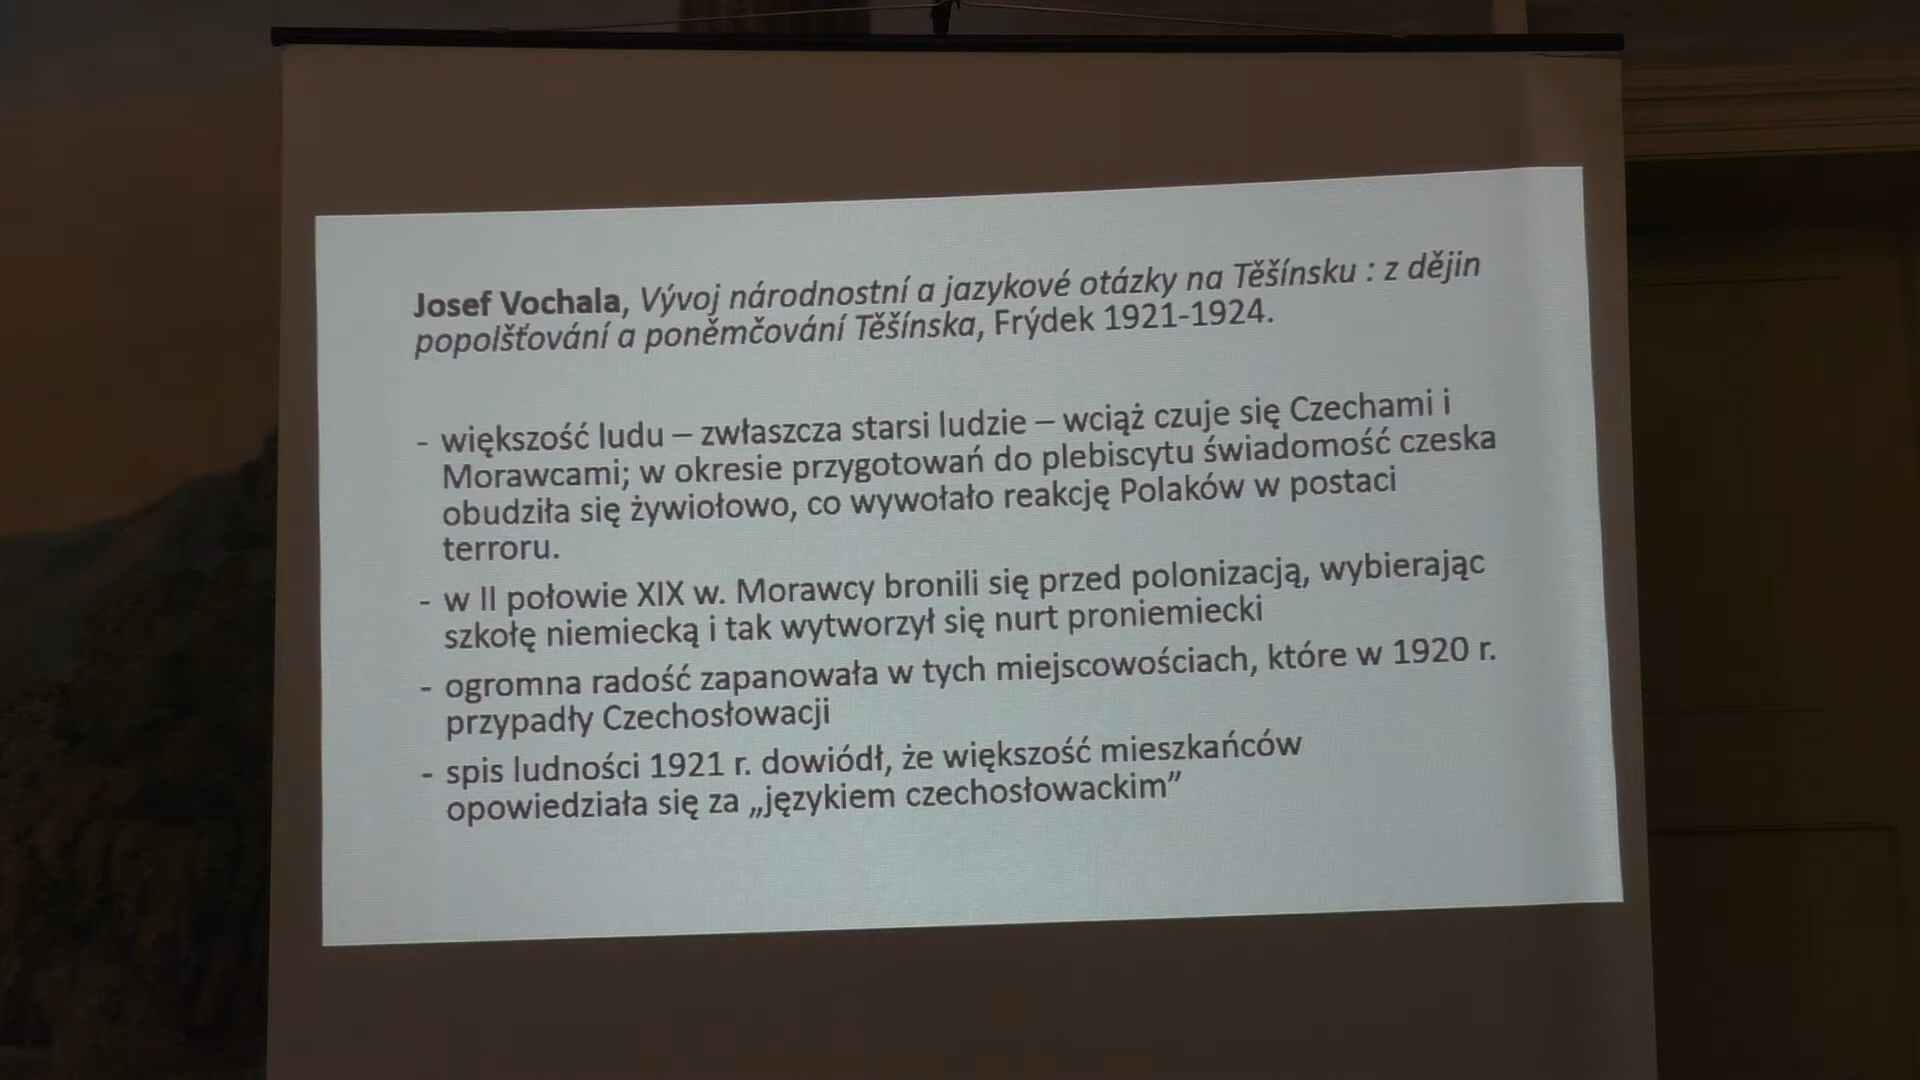 Josef Vochala, Vývoj národnostní a jazykové otázky na Těšínsku : z dějin
popolšťování a poněmčování Těšínska, Frýdek 1921-1924.
- większość ludu – zwłaszcza starsi ludzie – wciąż czuje się Czechami i
Morawcami; w okresie przygotowań do plebiscytu świadomość czeska
obudziła się żywiołowo, co wywołało reakcję Polaków w postaci
terroru.
- w II połowie XIX w. Morawcy bronili się przed polonizacją, wybierając
szkołę niemiecką i tak wytworzył się nurt proniemiecki
- ogromna radość zapanowała w tych miejscowościach, które w 1920 r.
przypadły Czechosłowacji
- spis ludności 1921 r. dowiódł, że większość mieszkańców
opowiedziała się za „językiem czechosłowackim”